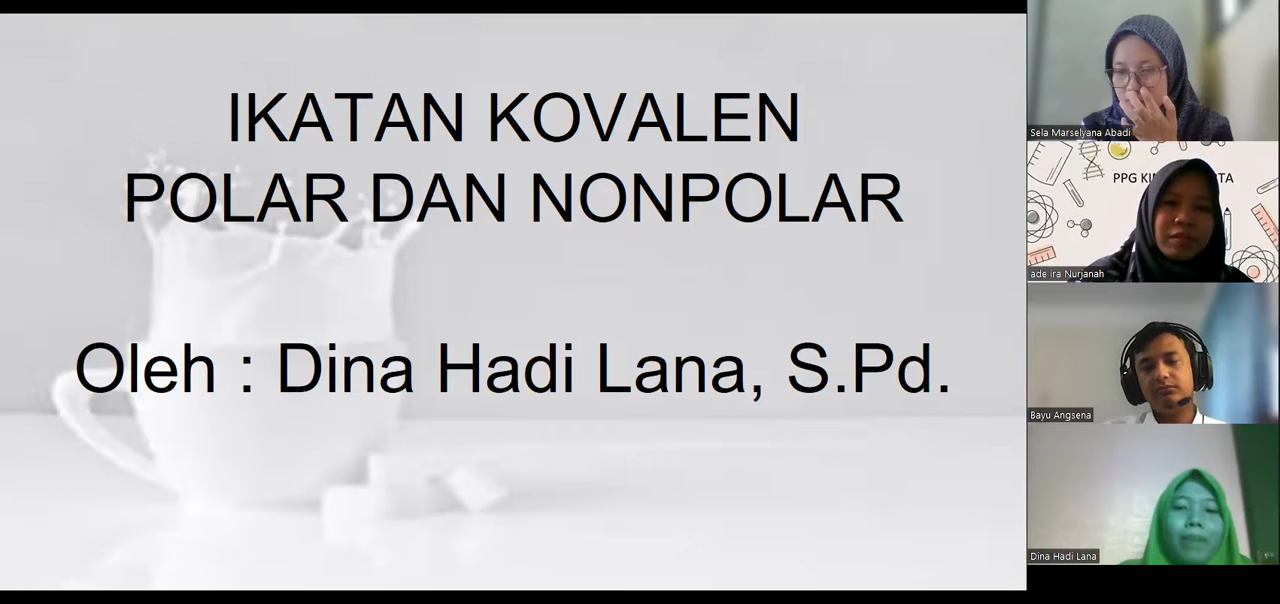 IKATAN KOVALEN
POLAR DAN NONPOLAR
Oleh : Dina Hadi Lana, S.Pd.
Sela Marselyana Abadi
PPG KI TA
ade ira Nurjanah
Bayu Angsena
Dina Hadi Lana